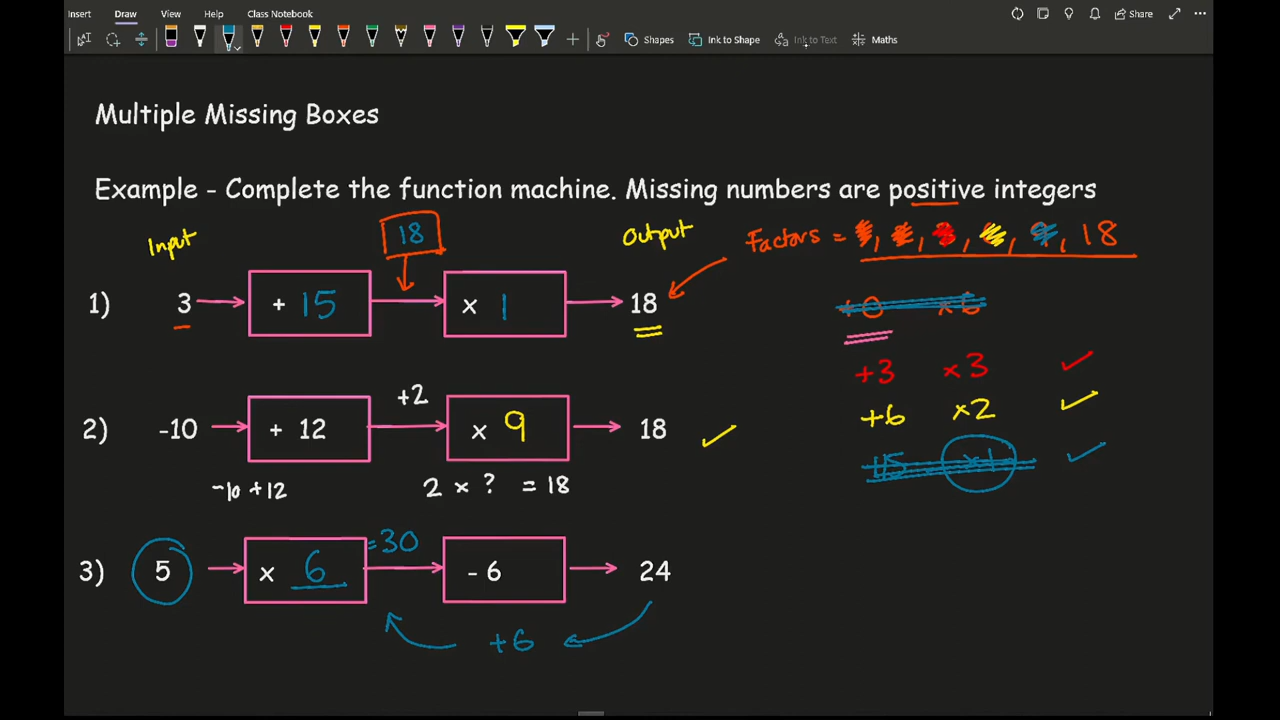 Insert Draw View Help Class Notebook Share
Shapes Ink to Shape Ink to Text Maths
Multiple Missing Boxes
Example - Complete the function machine. Missing numbers are positive integers
Input 18 Output Factors = , , , , , 18
1) 3 + 15 × 1 18
+0 ×6
+3 ×3
+6 ×2
+15 ×1
+2
2) -10 + 12 × 9 18
-10 +12 2 × ? = 18
3) 5 × 6 =30 - 6 24
+6